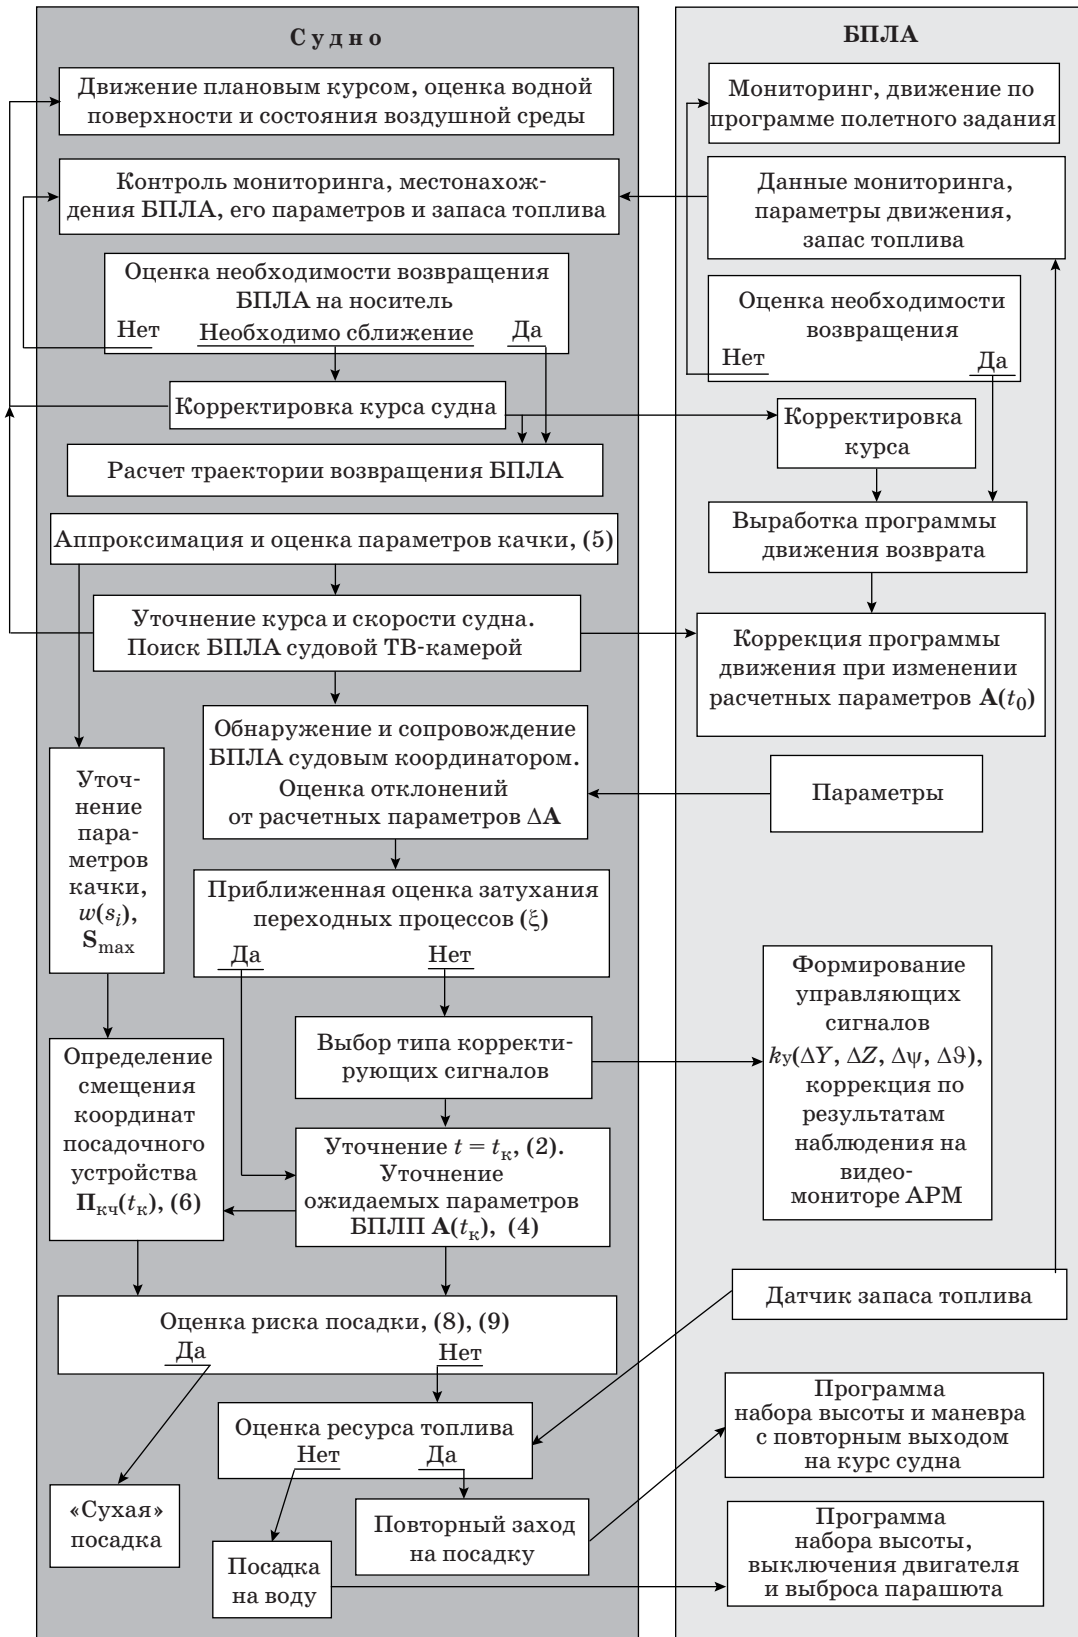 Судно
Движение плановым курсом, оценка водной
поверхности и состояния воздушной среды
Контроль мониторинга, местонахож-
дения БПЛА, его параметров и запаса топлива
Оценка необходимости возвращения
БПЛА на носитель
Нет Необходимо сближение Да
Корректировка курса судна
Расчет траектории возвращения БПЛА
Аппроксимация и оценка параметров качки, (5)
Уточнение курса и скорости судна.
Поиск БПЛА судовой ТВ-камерой
Обнаружение и сопровождение
БПЛА судовым координатором.
Оценка отклонений
от расчетных параметров ΔA
Уточ-
нение
пара-
метров
качки,
w(s_i),
S_max
Приближенная оценка затухания
переходных процессов (ξ)
Да Нет
Выбор типа корректи-
рующих сигналов
Определение
смещения
координат
посадочного
устройства
П_кч(t_к), (6)
Уточнение t = t_к, (2).
Уточнение
ожидаемых параметров
БПЛП A(t_к), (4)
Оценка риска посадки, (8), (9)
Да Нет
Оценка ресурса топлива
Нет Да
«Сухая»
посадка
Повторный заход
на посадку
Посадка
на воду
БПЛА
Мониторинг, движение по
программе полетного задания
Данные мониторинга,
параметры движения,
запас топлива
Оценка необходимости
возвращения
Нет Да
Корректировка
курса
Выработка программы
движения возврата
Коррекция программы
движения при изменении
расчетных параметров A(t_0)
Параметры
Формирование
управляющих
сигналов
k_у(ΔY, ΔZ, Δψ, Δϑ),
коррекция по
результатам
наблюдения на
видео-
мониторе АРМ
Датчик запаса топлива
Программа
набора высоты и маневра
с повторным выходом
на курс судна
Программа
набора высоты,
выключения двигателя
и выброса парашюта